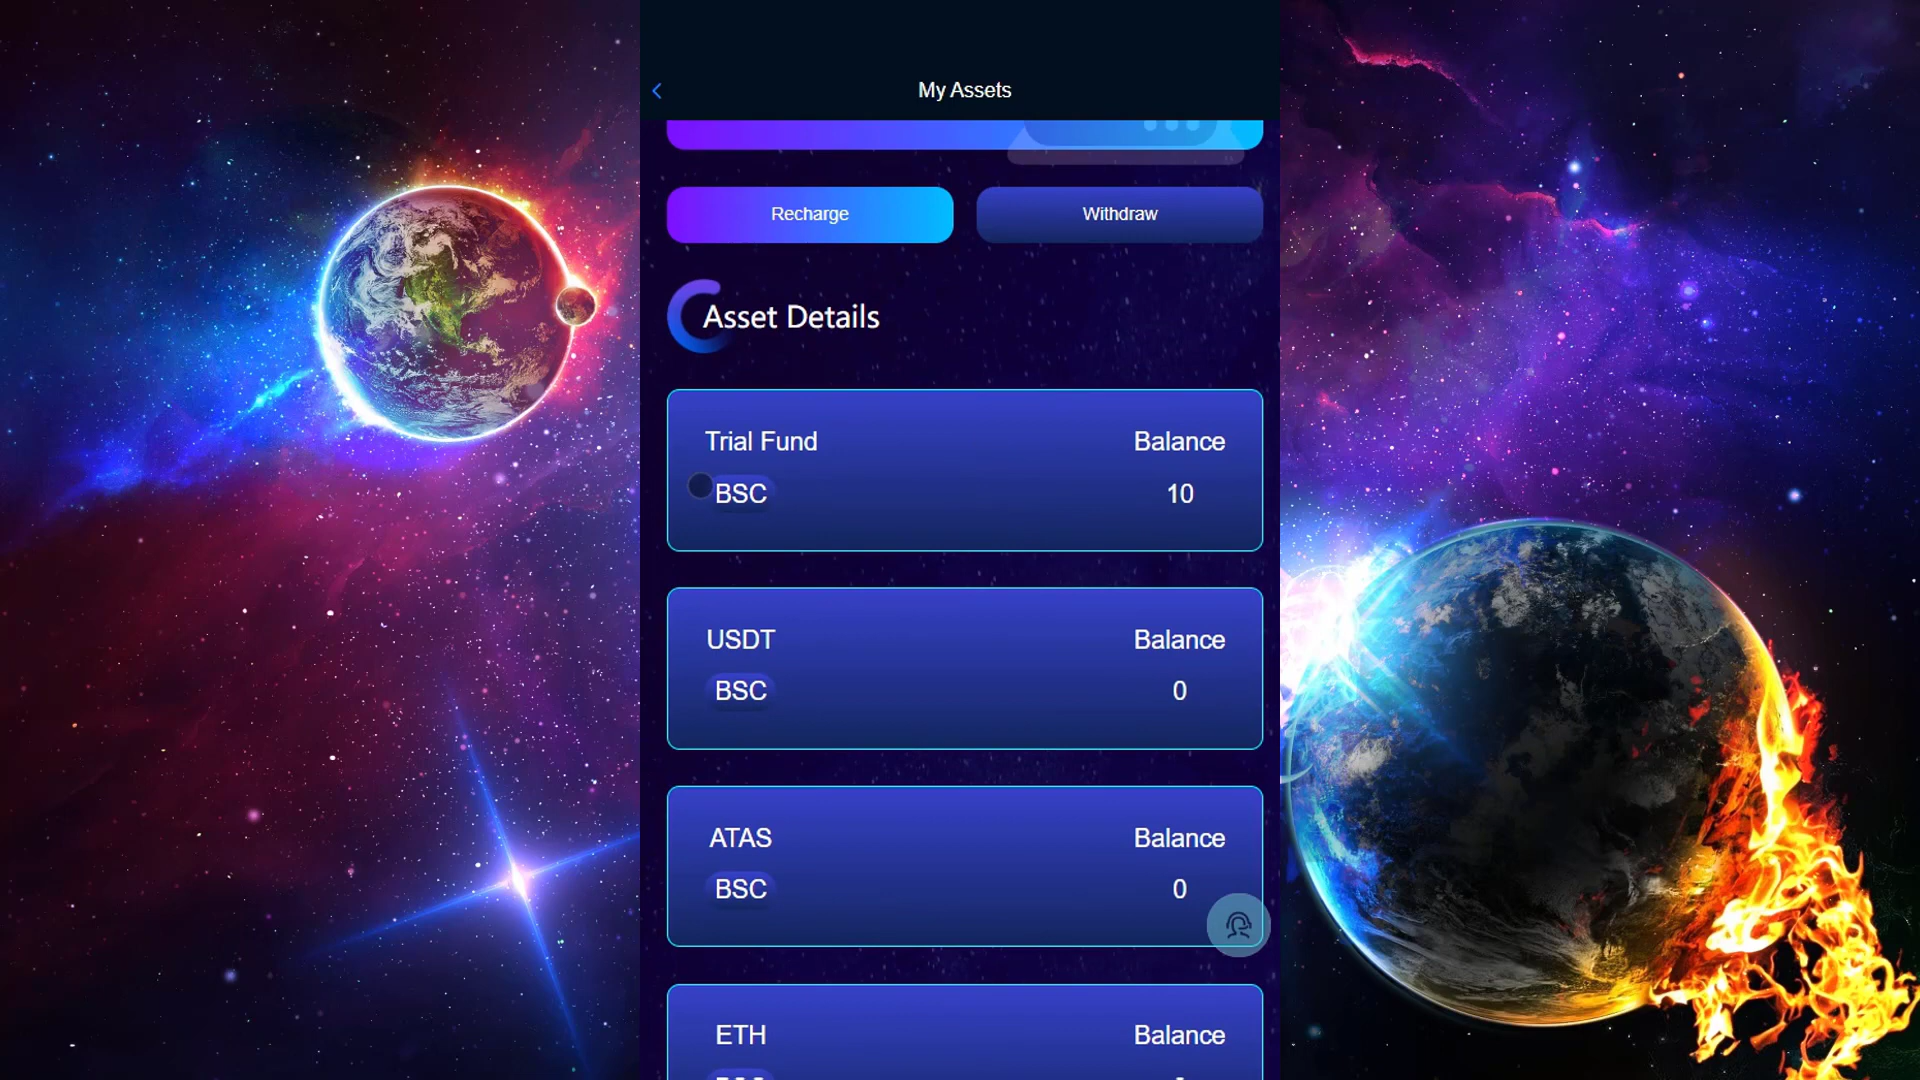 My Assets
Recharge
Withdraw
Asset Details
Trial Fund
Balance
BSC
10
USDT
Balance
BSC
0
ATAS
Balance
BSC
0
ETH
Balance